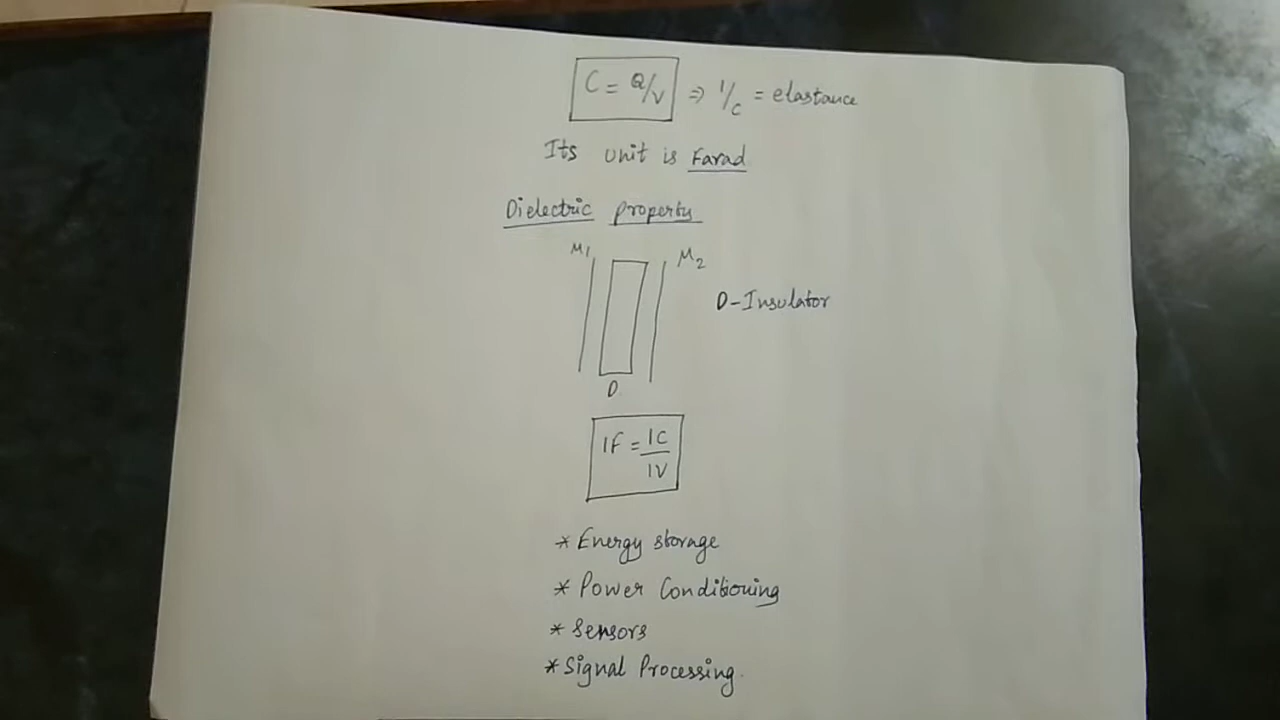 C = Q/V ⇒ 1/C = elastance
Its unit is Farad
Dielectric property
M1 M2
D-Insulator
D
1F = 1C
1V
* Energy storage
* Power Conditioning
* Sensors
* Signal Processing.